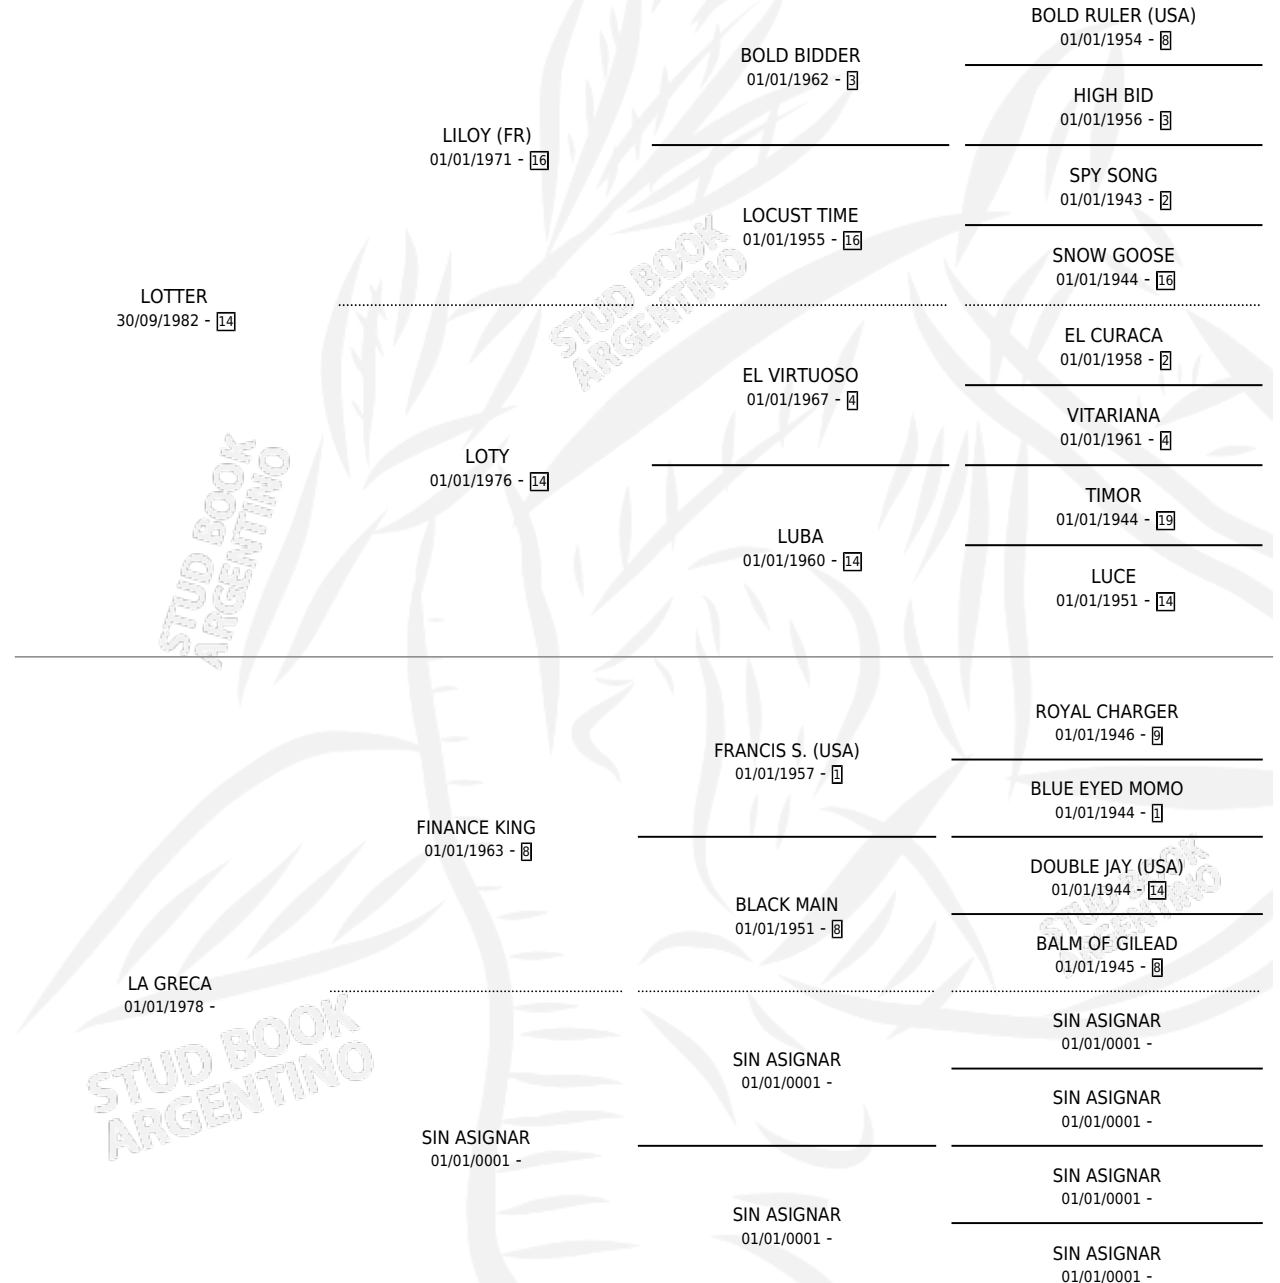 BOLD RULER (USA)
01/01/1954 - 8
BOLD BIDDER
01/01/1962 - 3
HIGH BID
01/01/1956 - 3
LILOY (FR)
01/01/1971 - 16
SPY SONG
01/01/1943 - 2
LOCUST TIME
01/01/1955 - 16
SNOW GOOSE
01/01/1944 - 16
LOTTER
30/09/1982 - 14
EL CURACA
01/01/1958 - 2
EL VIRTUOSO
01/01/1967 - 4
VITARIANA
01/01/1961 - 4
LOTY
01/01/1976 - 14
TIMOR
01/01/1944 - 19
LUBA
01/01/1960 - 14
LUCE
01/01/1951 - 14
STUD BOOK
ARGENTINO
STUD BOOK
ARGENTINO
ROYAL CHARGER
01/01/1946 - 9
FRANCIS S. (USA)
01/01/1957 - 1
BLUE EYED MOMO
01/01/1944 - 1
FINANCE KING
01/01/1963 - 8
DOUBLE JAY (USA)
01/01/1944 - 14
BLACK MAIN
01/01/1951 - 8
BALM OF GILEAD
01/01/1945 - 8
STUD BOOK
ARGENTINO
LA GRECA
01/01/1978 -
SIN ASIGNAR
01/01/0001 -
SIN ASIGNAR
01/01/0001 -
SIN ASIGNAR
01/01/0001 -
SIN ASIGNAR
01/01/0001 -
SIN ASIGNAR
01/01/0001 -
SIN ASIGNAR
01/01/0001 -
SIN ASIGNAR
01/01/0001 -
STUD BOOK
ARGENTINO